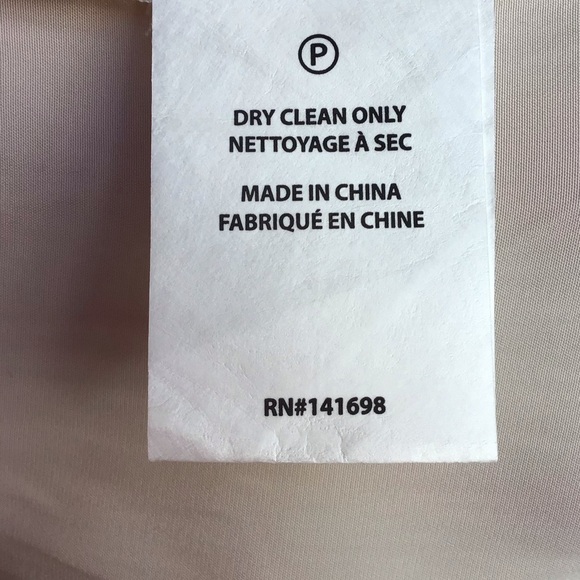 P
DRY CLEAN ONLY
NETTOYAGE À SEC
MADE IN CHINA
FABRIQUÉ EN CHINE
RN#141698